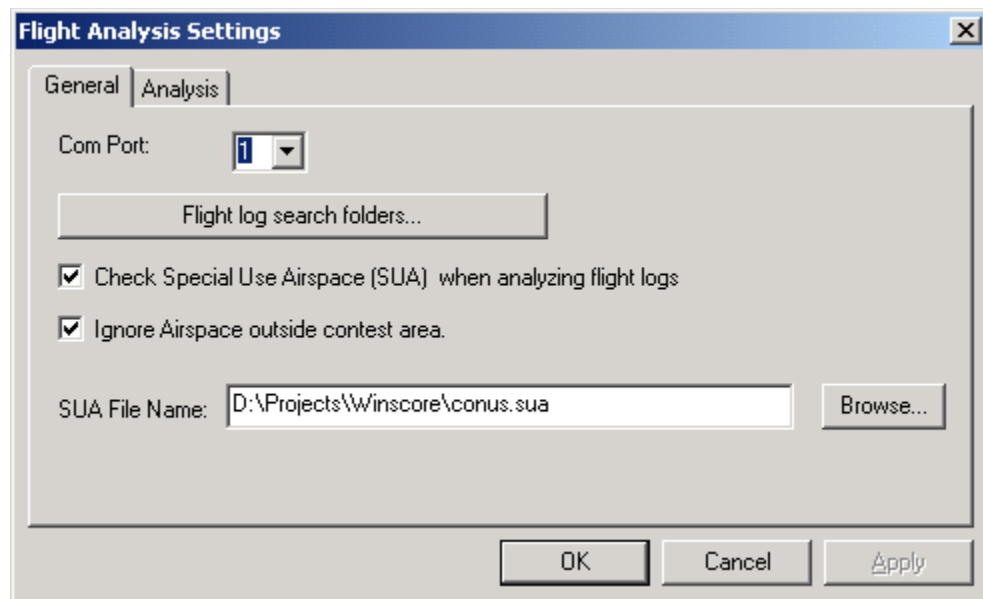 Flight Analysis Settings
General
Analysis
Com Port: 1
Flight log search folders...
Check Special Use Airspace (SUA)  when analyzing flight logs
Ignore Airspace outside contest area.
SUA File Name: D:\Projects\Winscore\conus.sua Browse...
OK Cancel Apply